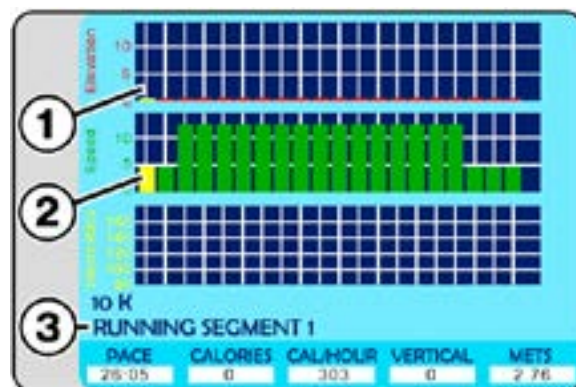 Elevation
10
5
1
Speed
10
5
2
10 K
3
RUNNING SEGMENT 1
PACE CALORIES CAL/HOUR VERTICAL METS
26:05 0 303 0 2.76